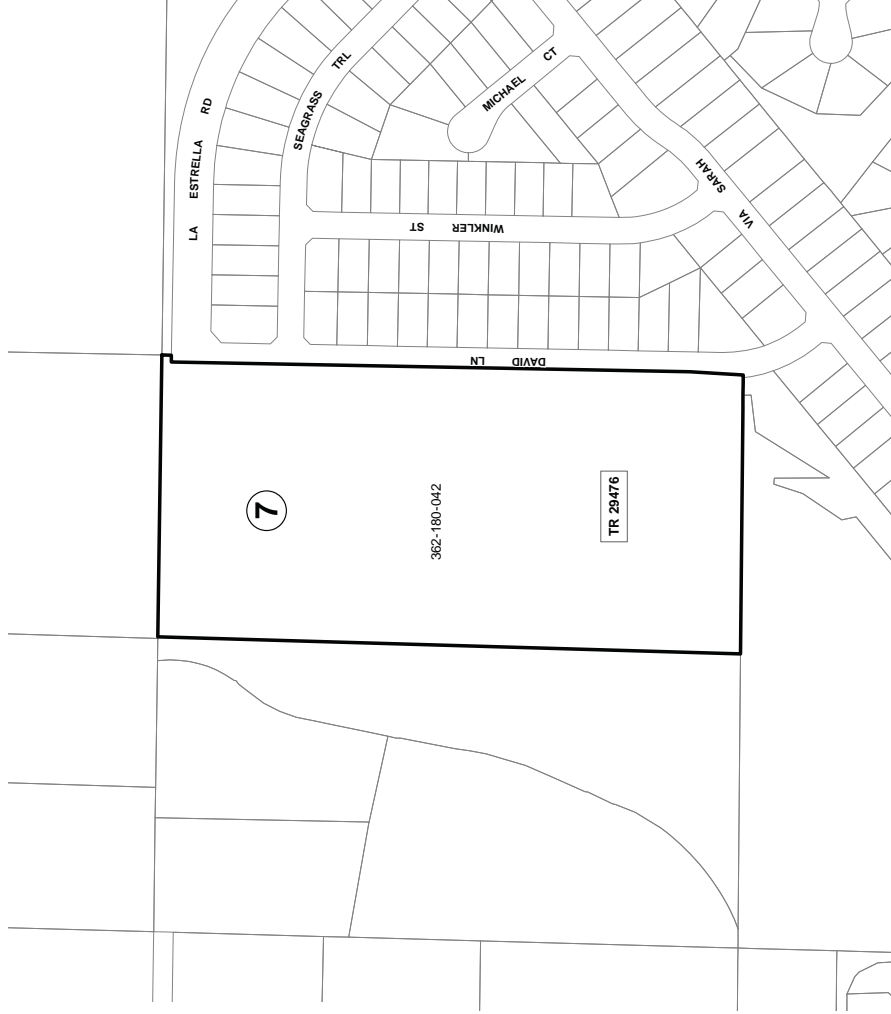 LA ESTRELLA RD
SEAGRASS TRL
MICHAEL CT
VIA SARAH
WINKLER ST
DAVID LN
7
362-180-042
TR 29476